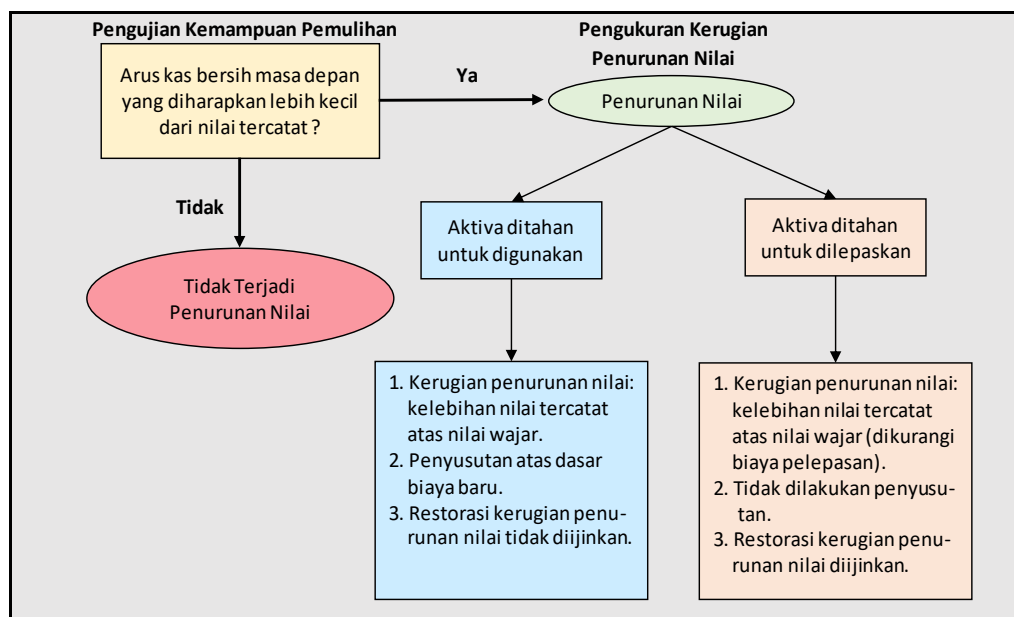 Pengujian Kemampuan Pemulihan
Arus kas bersih masa depan
yang diharapkan lebih kecil
dari nilai tercatat ?
Ya
Pengukuran Kerugian
Penurunan Nilai
Penurunan Nilai
Tidak
Tidak Terjadi
Penurunan Nilai
Aktiva ditahan
untuk digunakan
Aktiva ditahan
untuk dilepaskan
1. Kerugian penurunan nilai:
kelebihan nilai tercatat
atas nilai wajar.
2. Penyusutan atas dasar
biaya baru.
3. Restorasi kerugian penu-
runan nilai tidak diijinkan.
1. Kerugian penurunan nilai:
kelebihan nilai tercatat
atas nilai wajar (dikurangi
biaya pelepasan).
2. Tidak dilakukan penyusu-
tan.
3. Restorasi kerugian penu-
runan nilai diijinkan.